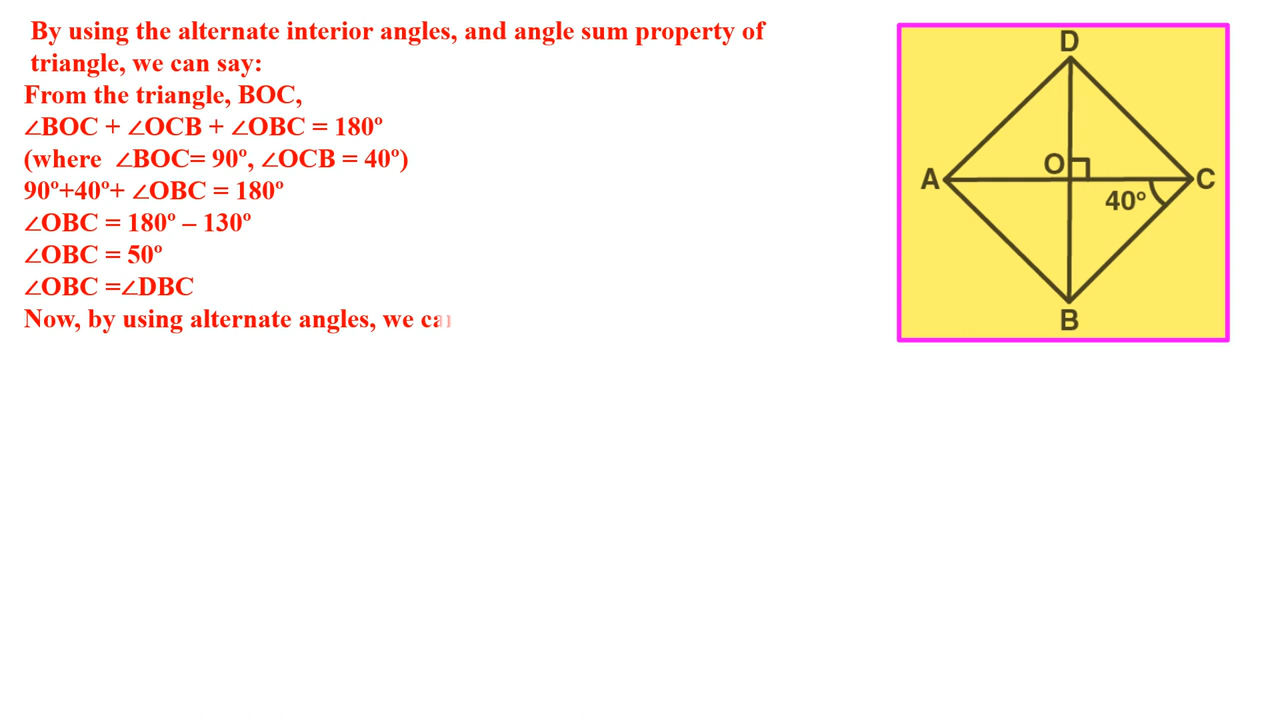 By using the alternate interior angles, and angle sum property of
triangle, we can say:
From the triangle, BOC,
∠BOC + ∠OCB + ∠OBC = 180º
(where ∠BOC= 90º, ∠OCB = 40º)
90º+40º+ ∠OBC = 180º
∠OBC = 180º – 130º
∠OBC = 50º
∠OBC =∠DBC
Now, by using alternate angles, we can
D
O
A
C
40°
B